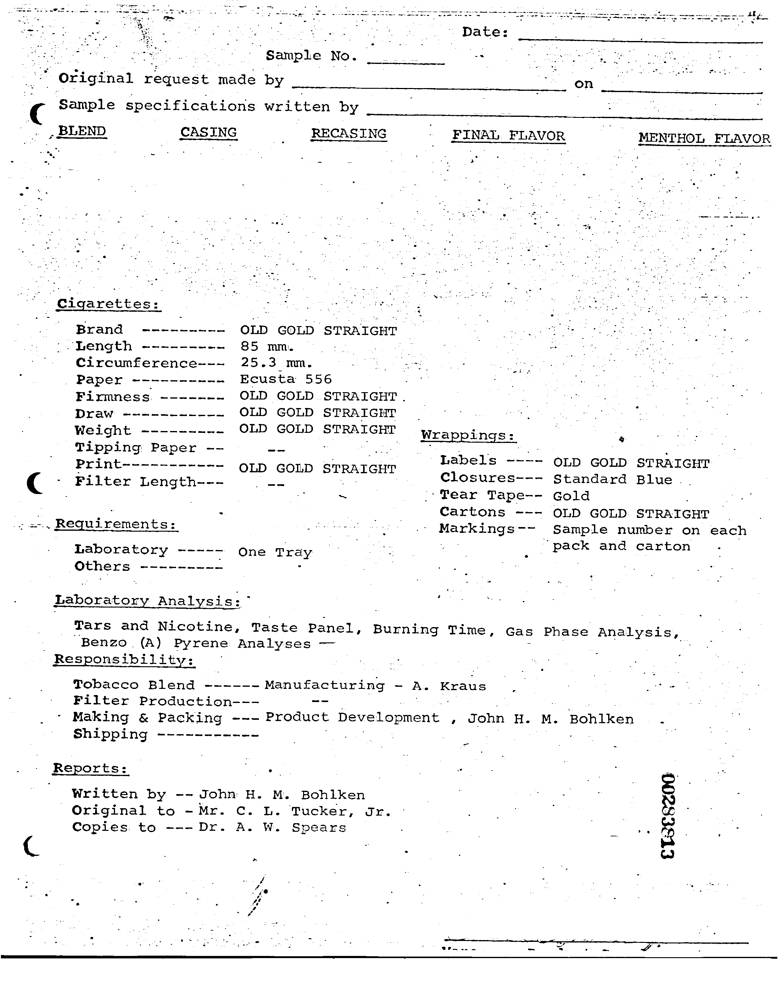 Date:
Sample No.
Original request made by on
Sample specifications written by
BLEND CASING RECASING FINAL FLAVOR MENTHOL FLAVOR
Cigarettes:
Brand --------- OLD GOLD STRAIGHT
Length --------- 85 mm.
Circumference--- 25.3 mm.
Paper ---------- Ecusta 556
Firmness ------- OLD GOLD STRAIGHT.
Draw ----------- OLD GOLD STRAIGHT
Weight --------- OLD GOLD STRAIGHT
Tipping Paper -- --
Print----------- OLD GOLD STRAIGHT
Filter Length--- --
Wrappings:
Labels ---- OLD GOLD STRAIGHT
Closures--- Standard Blue
Tear Tape-- Gold
Cartons --- OLD GOLD STRAIGHT
Markings-- Sample number on each
pack and carton
Requirements:
Laboratory ----- One Tray
Others ---------
Laboratory Analysis:
Tars and Nicotine, Taste Panel, Burning Time, Gas Phase Analysis,
Benzo (A) Pyrene Analyses —
Responsibility:
Tobacco Blend ------ Manufacturing - A. Kraus
Filter Production--- --
Making & Packing --- Product Development , John H. M. Bohlken
Shipping -----------
Reports:
Written by -- John H. M. Bohlken
Original to - Mr. C. L. Tucker, Jr.
Copies to --- Dr. A. W. Spears
00283813